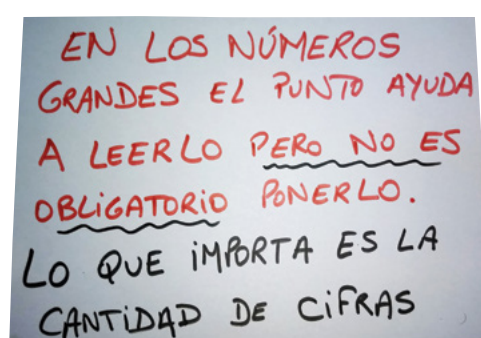 EN LOS NÚMEROS
GRANDES EL PUNTO AYUDA
A LEERLO PERO NO ES
OBLIGATORIO PONERLO.
LO QUE IMPORTA ES LA
CANTIDAD DE CIFRAS